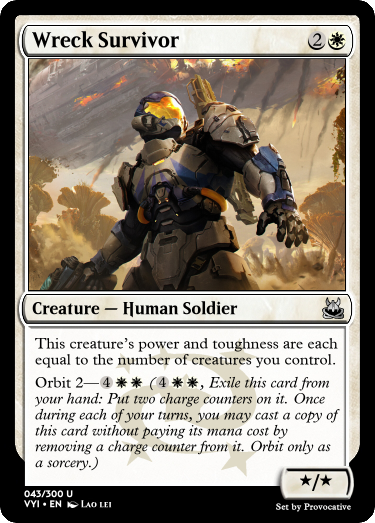 Wreck Survivor 2
Creature — Human Soldier
This creature's power and toughness are each
equal to the number of creatures you control.
Orbit 2—4 (4, Exile this card from
your hand: Put two charge counters on it. Once
during each of your turns, you may cast a copy of
this card without paying its mana cost by
removing a charge counter from it. Orbit only as
a sorcery.)
*/*
043/300 U
VYI • EN Lao Lei
Set by Provocative